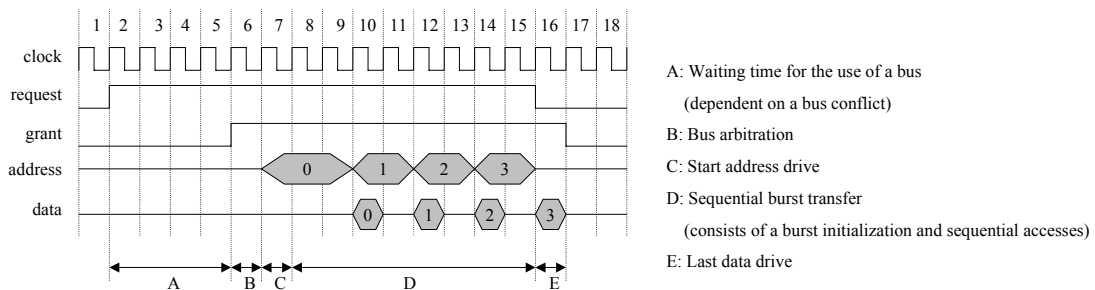 1 2 3 4 5 6 7 8 9 10 11 12 13 14 15 16 17 18
clock
request
grant
address
0 1 2 3
data
0 1 2 3
A B C D E
A: Waiting time for the use of a bus
(dependent on a bus conflict)
B: Bus arbitration
C: Start address drive
D: Sequential burst transfer
(consists of a burst initialization and sequential accesses)
E: Last data drive